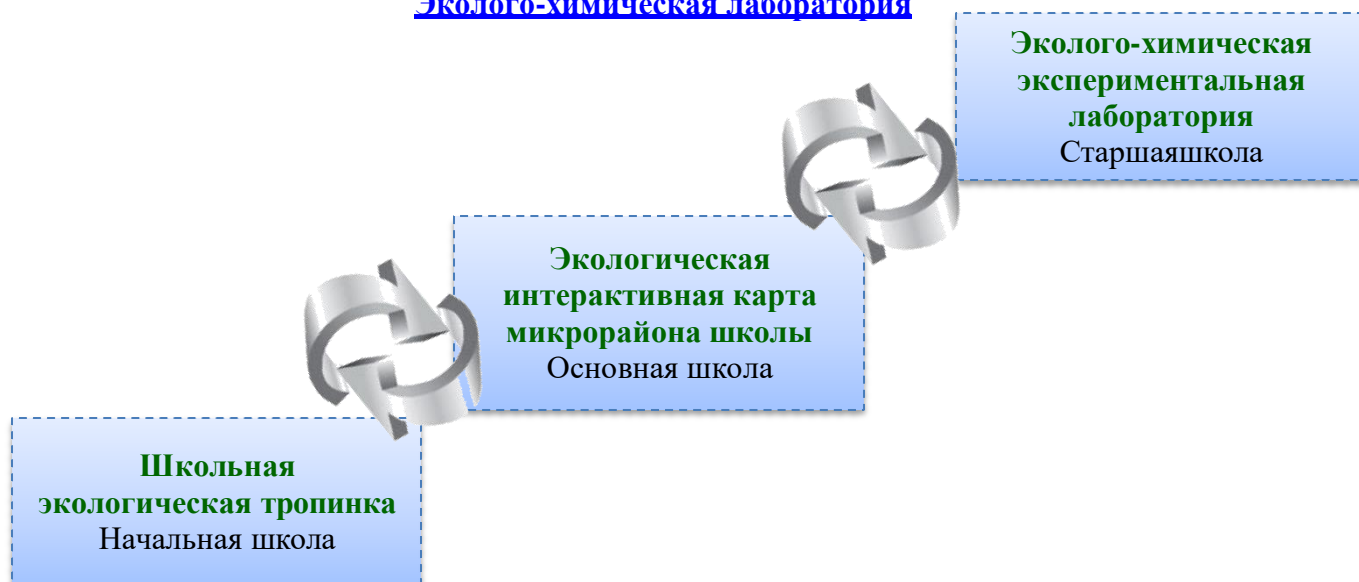 Эколого-химическая лаборатория
Эколого-химическая
экспериментальная
лаборатория
Старшаяшкола
Экологическая
интерактивная карта
микрорайона школы
Основная школа
Школьная
экологическая тропинка
Начальная школа